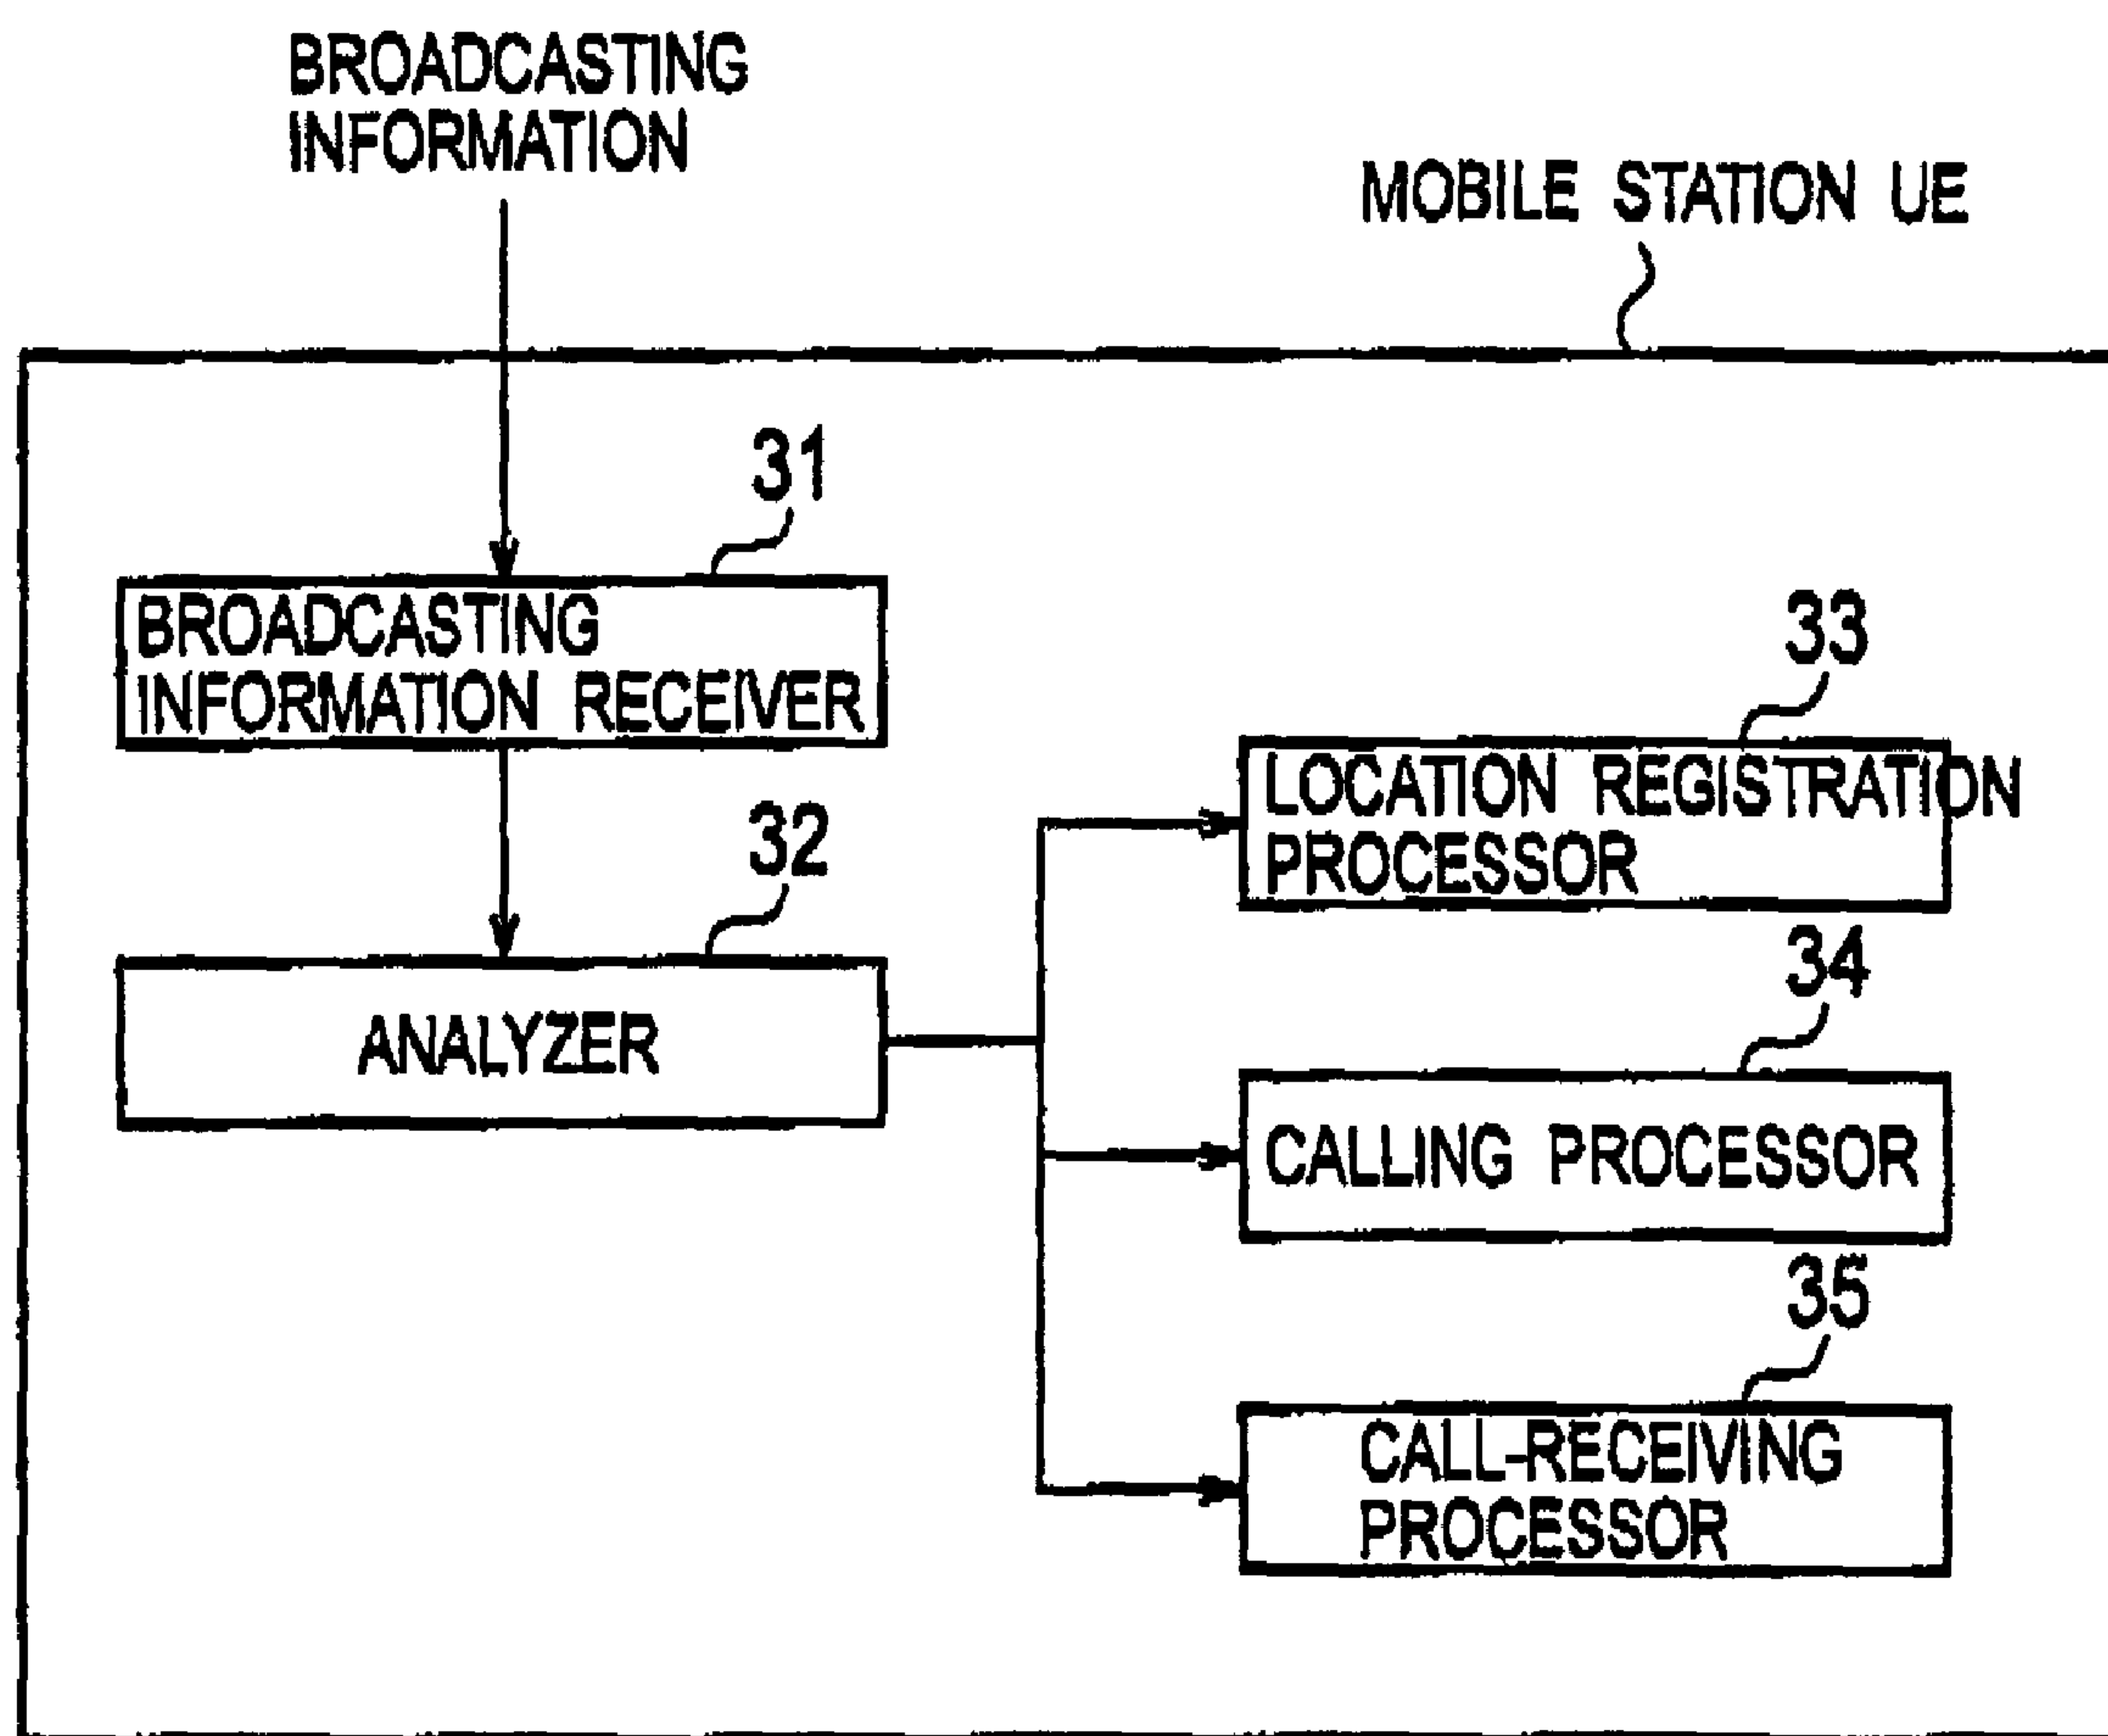 BROADCASTING
INFORMATION
MOBILE STATION UE
31
BROADCASTING
INFORMATION RECEIVER
32
ANALYZER
33
LOCATION REGISTRATION
PROCESSOR
34
CALLING PROCESSOR
35
CALL-RECEIVING
PROCESSOR